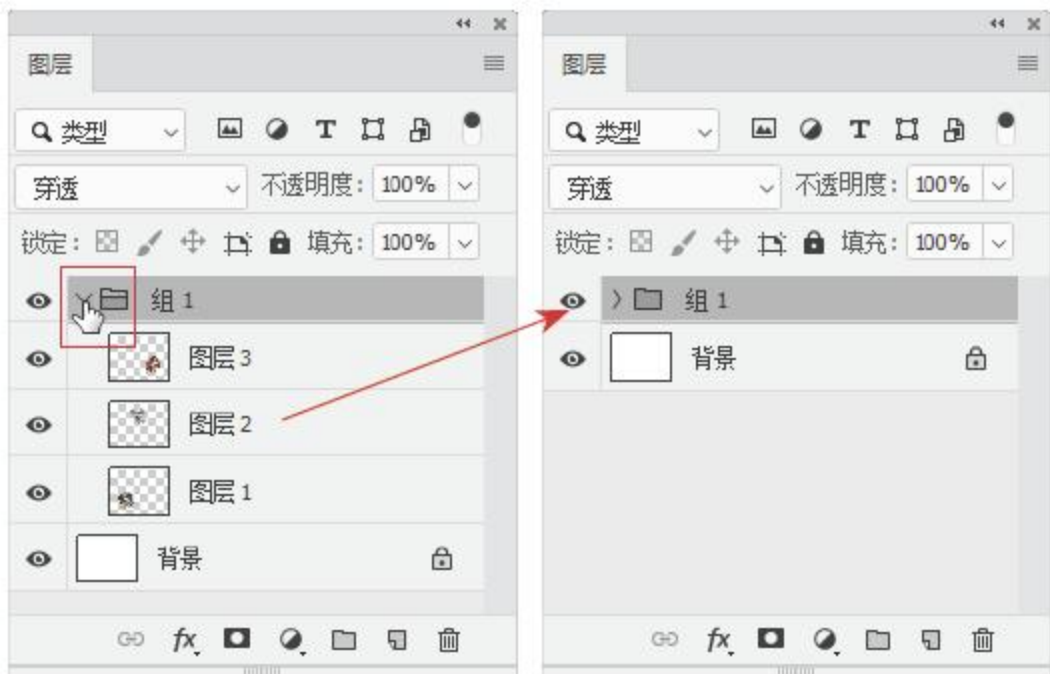 图层
类型
穿透 不透明度: 100%
锁定: 填充: 100%
组 1
图层 3
图层 2
图层 1
背景
fx
图层
类型
穿透 不透明度: 100%
锁定: 填充: 100%
组 1
背景
fx